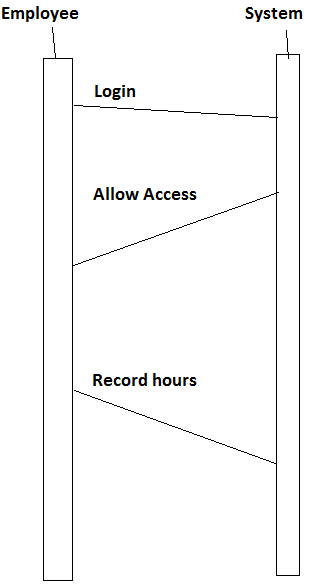 Employee
System
Login
Allow Access
Record hours